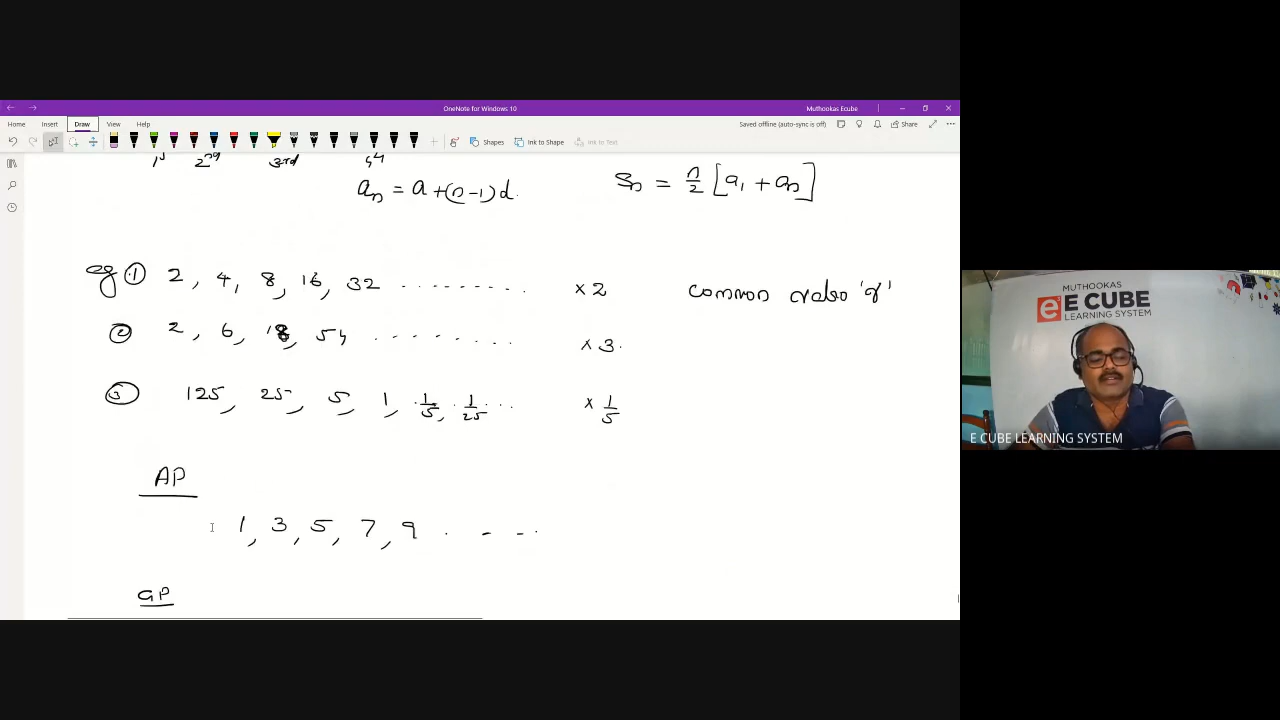 OneNote for Windows 10
Muthookas Ecube
Home Insert Draw View Help
Saved offline (auto-sync is off) Share
Shapes Ink to Shape Ink to Text
1st 2nd 3rd
aₙ = a + (n-1) d.
Sₙ = n/2 [a₁ + aₙ]
eg ① 2, 4, 8, 16, 32 ......... × 2 common ratio 'r'
② 2, 6, 18, 54 ......... × 3.
③ 125, 25, 5, 1, 1/5, 1/25 ... × 1/5
AP
1, 3, 5, 7, 9 . - - .
GP
MUTHOOKAS
e³ E CUBE
LEARNING SYSTEM
E CUBE LEARNING SYSTEM